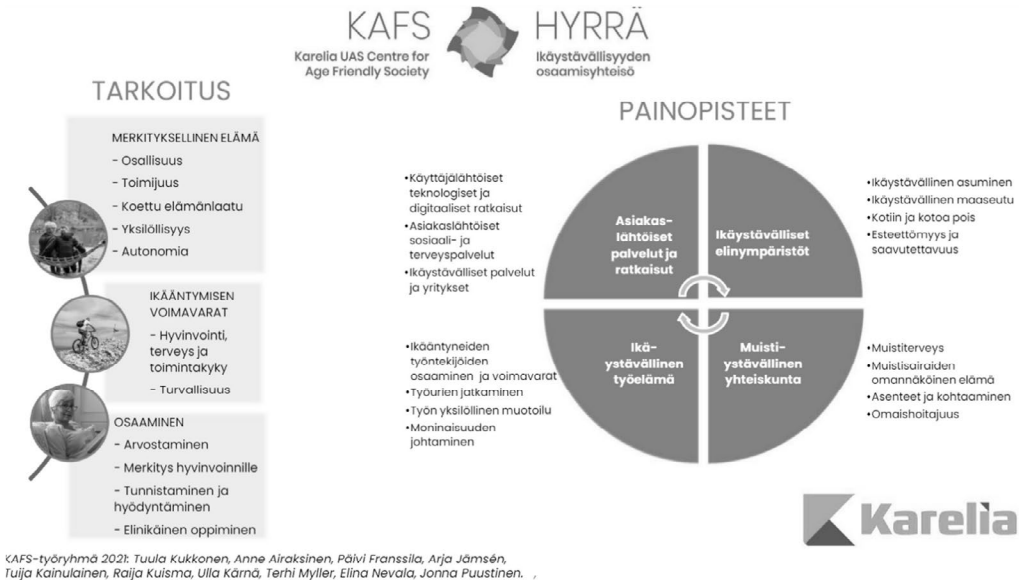 KAFS
Karelia UAS Centre for
Age Friendly Society
HYRRÄ
Ikäystävällisyyden
osaamisyhteisö
TARKOITUS
MERKITYKSELLINEN ELÄMÄ
- Osallisuus
- Toimijuus
- Koettu elämänlaatu
- Yksilöllisyys
- Autonomia
IKÄÄNTYMISEN
VOIMAVARAT
- Hyvinvointi,
terveys ja
toimintakyky
- Turvallisuus
OSAAMINEN
- Arvostaminen
- Merkitys hyvinvoinnille
- Tunnistaminen ja
hyödyntäminen
- Elinikäinen oppiminen
PAINOPISTEET
•Käyttäjälähtöiset
teknologiset ja
digitaaliset ratkaisut
•Asiakaslähtöiset
sosiaali- ja
terveyspalvelut
•Ikäystävälliset palvelut
ja yritykset
Asiakas-
lähtöiset
palvelut ja
ratkaisut
Ikäystävälliset
elinympäristöt
•Ikäystävällinen asuminen
•Ikäystävällinen maaseutu
•Kotiin ja kotoa pois
•Esteettömyys ja
saavutettavuus
•Ikääntyneiden
työntekijöiden
osaaminen ja voimavarat
•Työurien jatkaminen
•Työn yksilöllinen muotoilu
•Moninaisuuden
johtaminen
Ikä-
ystävällinen
työelämä
Muisti-
ystävällinen
yhteiskunta
•Muistiterveys
•Muistisairaiden
omannäköinen elämä
•Asenteet ja kohtaaminen
•Omaishoitajuus
Karelia
KAFS-työryhmä 2021: Tuula Kukkonen, Anne Airaksinen, Päivi Franssila, Arja Jämsén,
Tuija Kainulainen, Raija Kuisma, Ulla Kärnä, Terhi Myller, Elina Nevala, Jonna Puustinen.